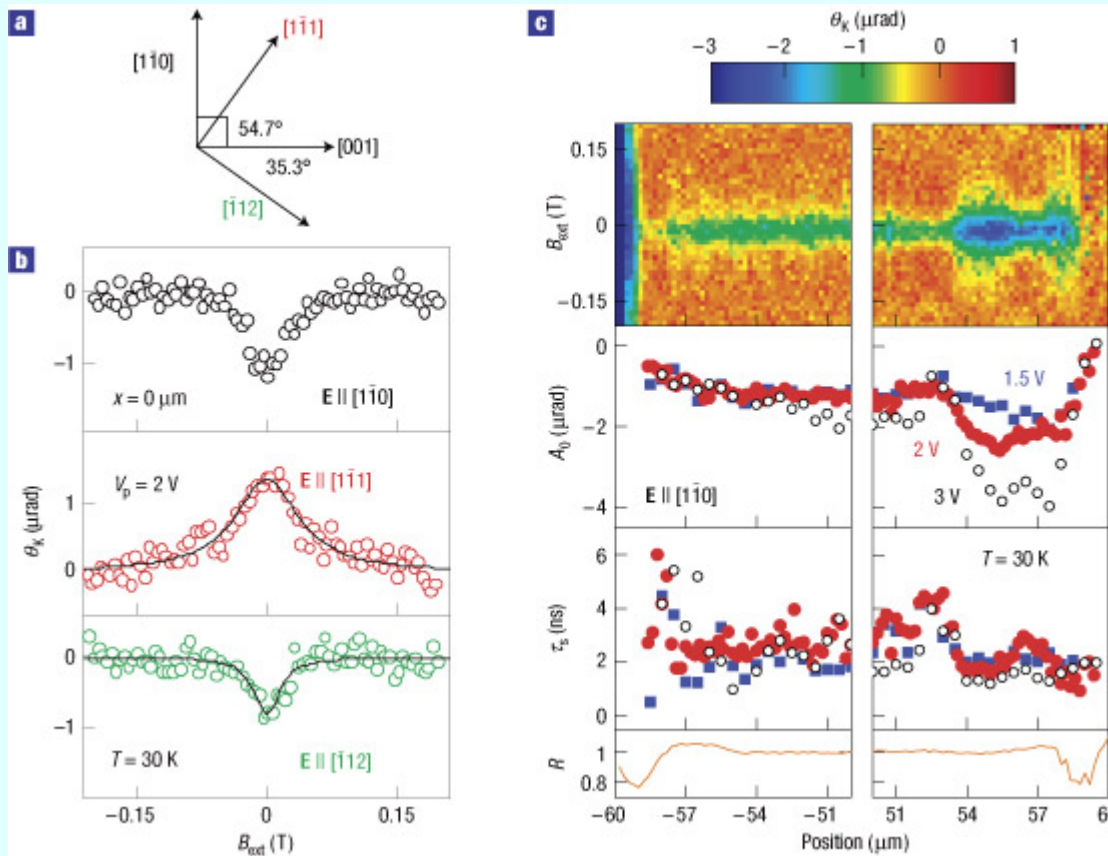 a
[11̄0]
[11̄1]
54.7°
[001]
35.3°
[1̄12]
b
0
−1
x = 0 μm
E || [11̄0]
V_p = 2 V
E || [11̄1]
1
0
θ_K (μrad)
0
−1
T = 30 K
E || [1̄12]
−0.15 0 0.15
B_ext (T)
c
θ_K (μrad)
−3 −2 −1 0 1
0.15
0
−0.15
B_ext (T)
0
−2
−4
A_0 (μrad)
1.5 V
2 V
3 V
E || [11̄0]
6
4
2
0
τ_s (ns)
T = 30 K
1
0.8
R
−60 −57 −54 −51 51 54 57 6
Position (μm)